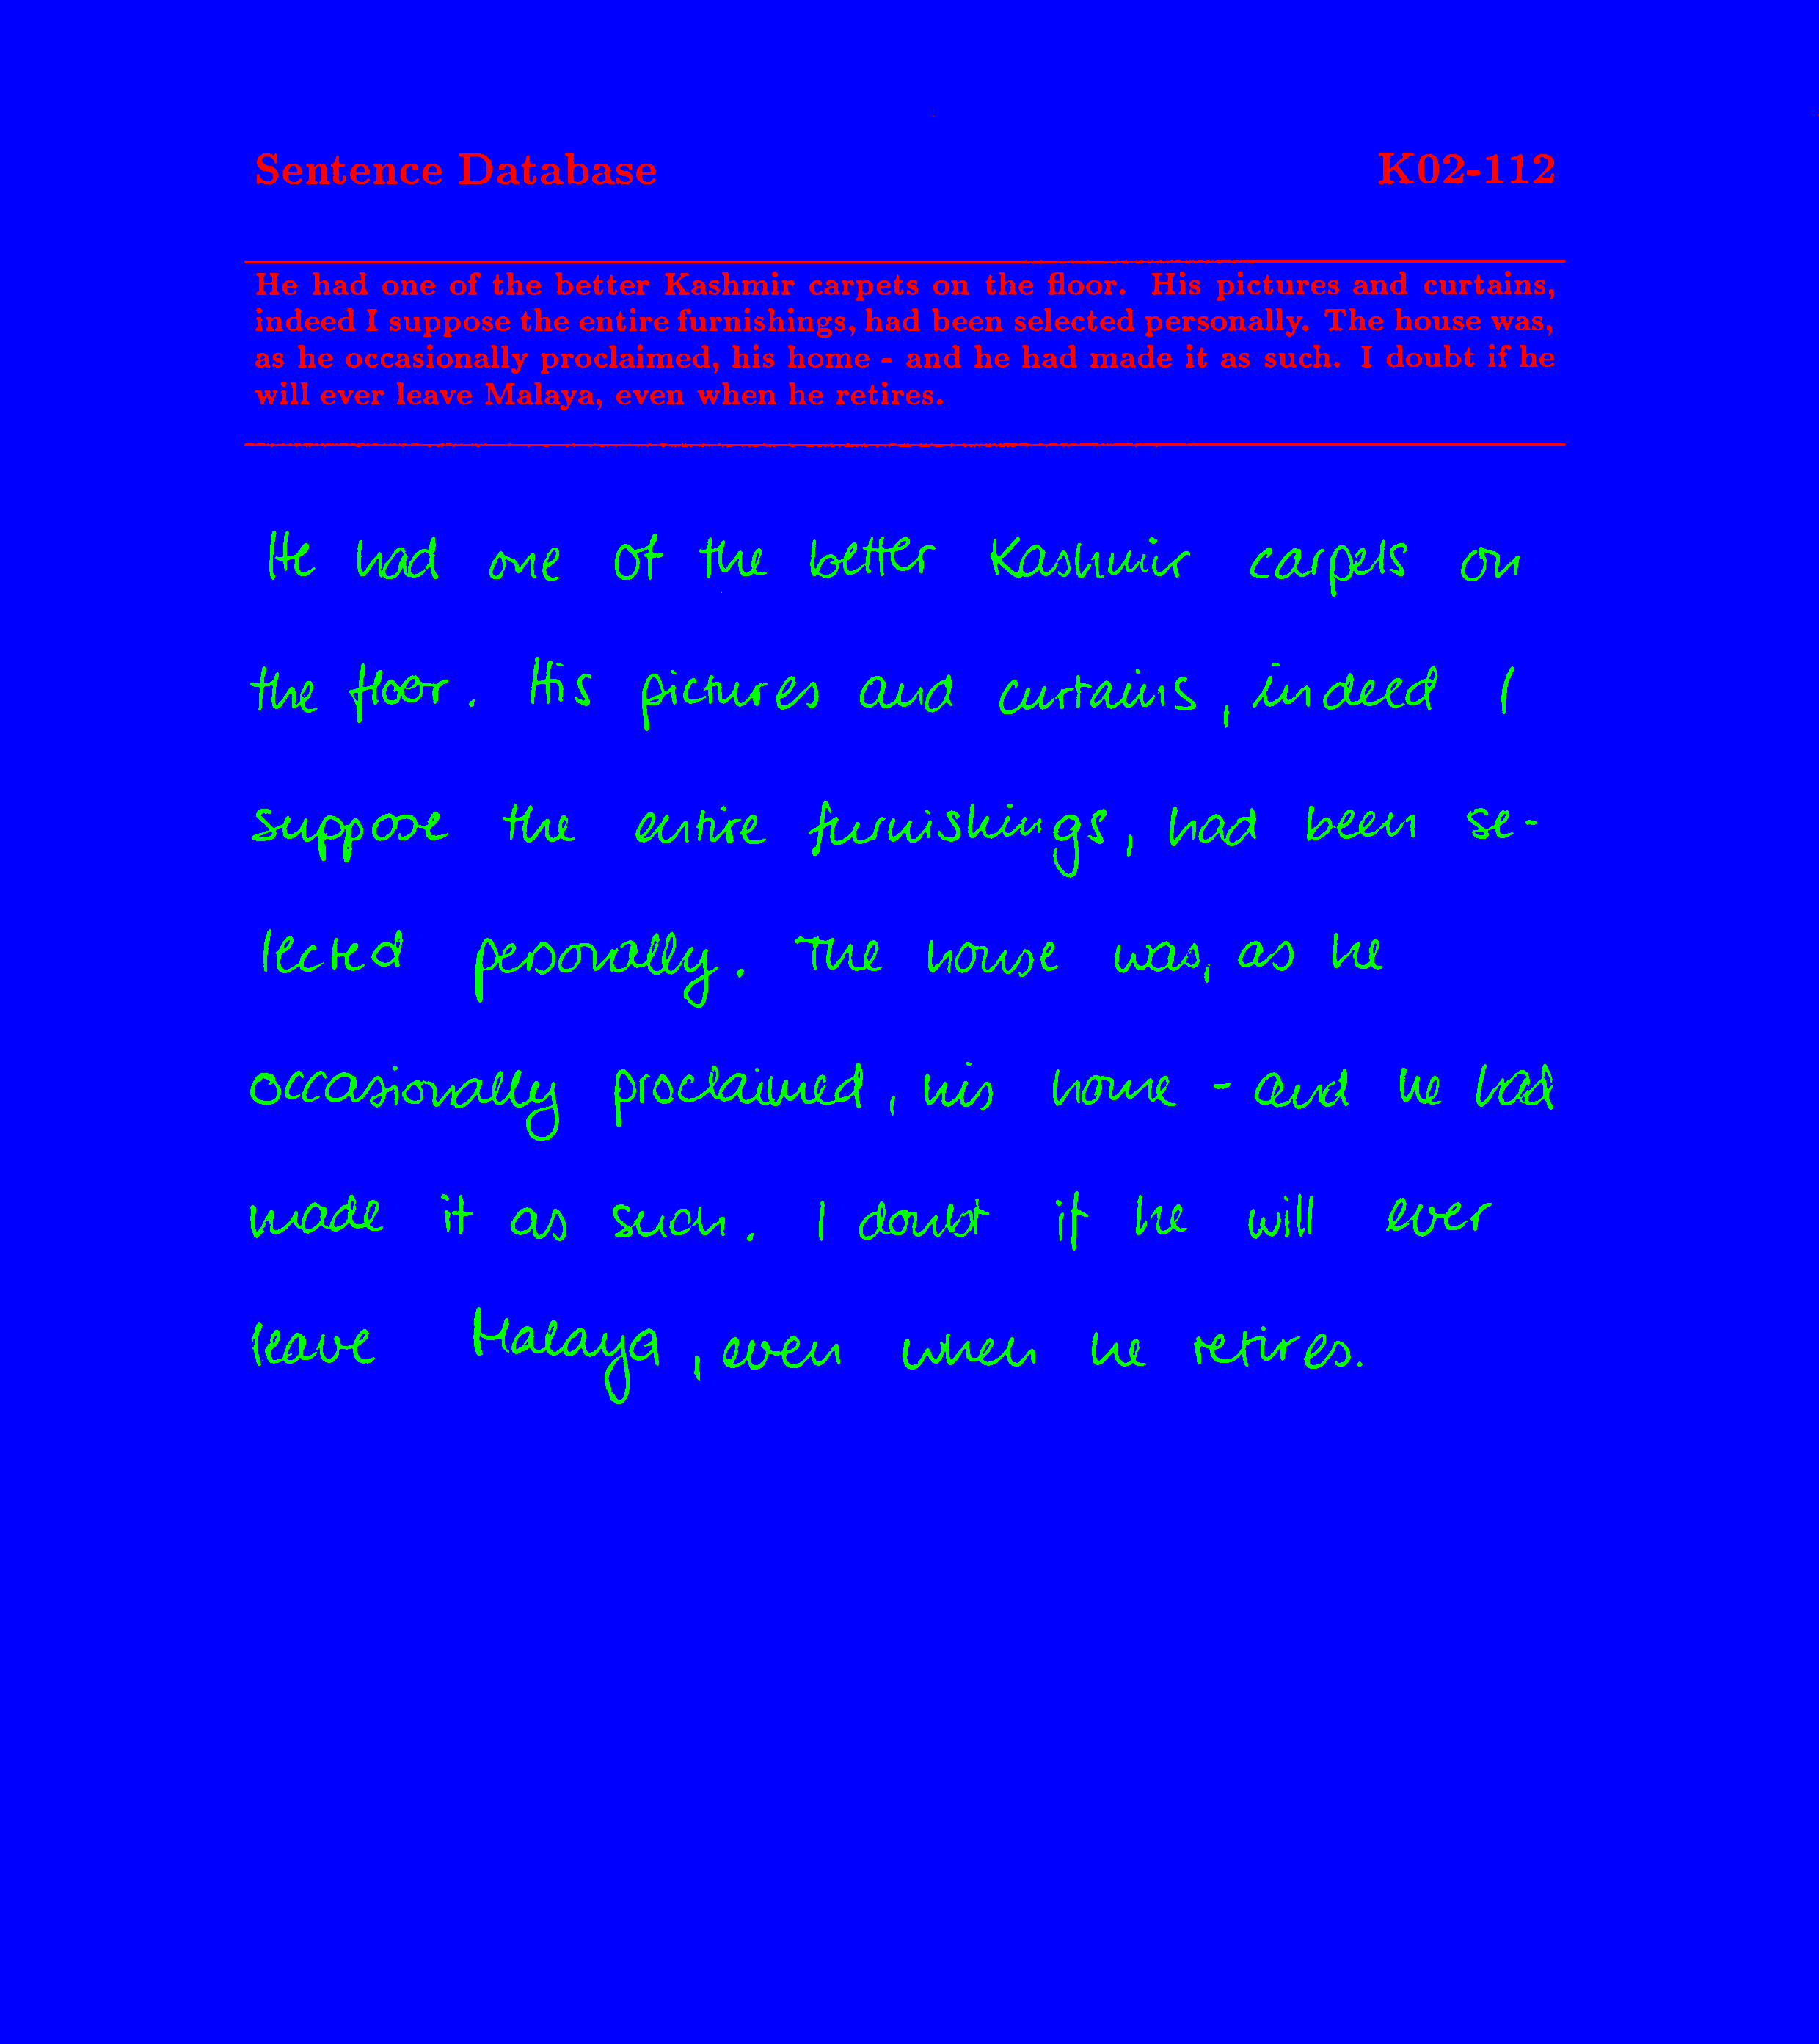 Sentence Database K02-112
He had one of the better Kashmir carpets on the floor. His pictures and curtains,
indeed I suppose the entire furnishings, had been selected personally. The house was,
as he occasionally proclaimed, his home - and he had made it as such. I doubt if he
will ever leave Malaya, even when he retires.
He had one of the better Kashmir carpets on
the floor. His pictures and curtains, indeed I
suppose the entire furnishings, had been se-
lected personally. The house was, as he
occasionally proclaimed, his home - and he had
made it as such. I doubt if he will ever
leave Malaya, even when he retires.